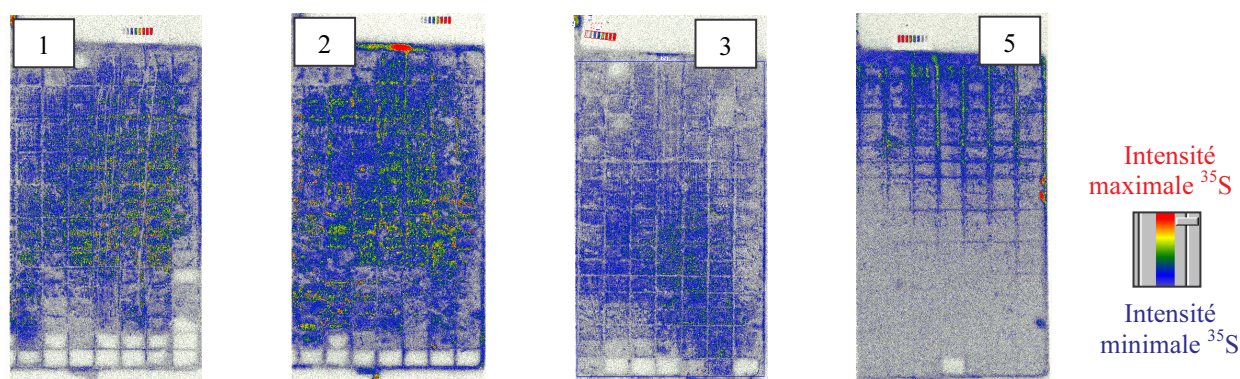 1
2
3
5
Intensité
maximale ³⁵S
Intensité
minimale ³⁵S